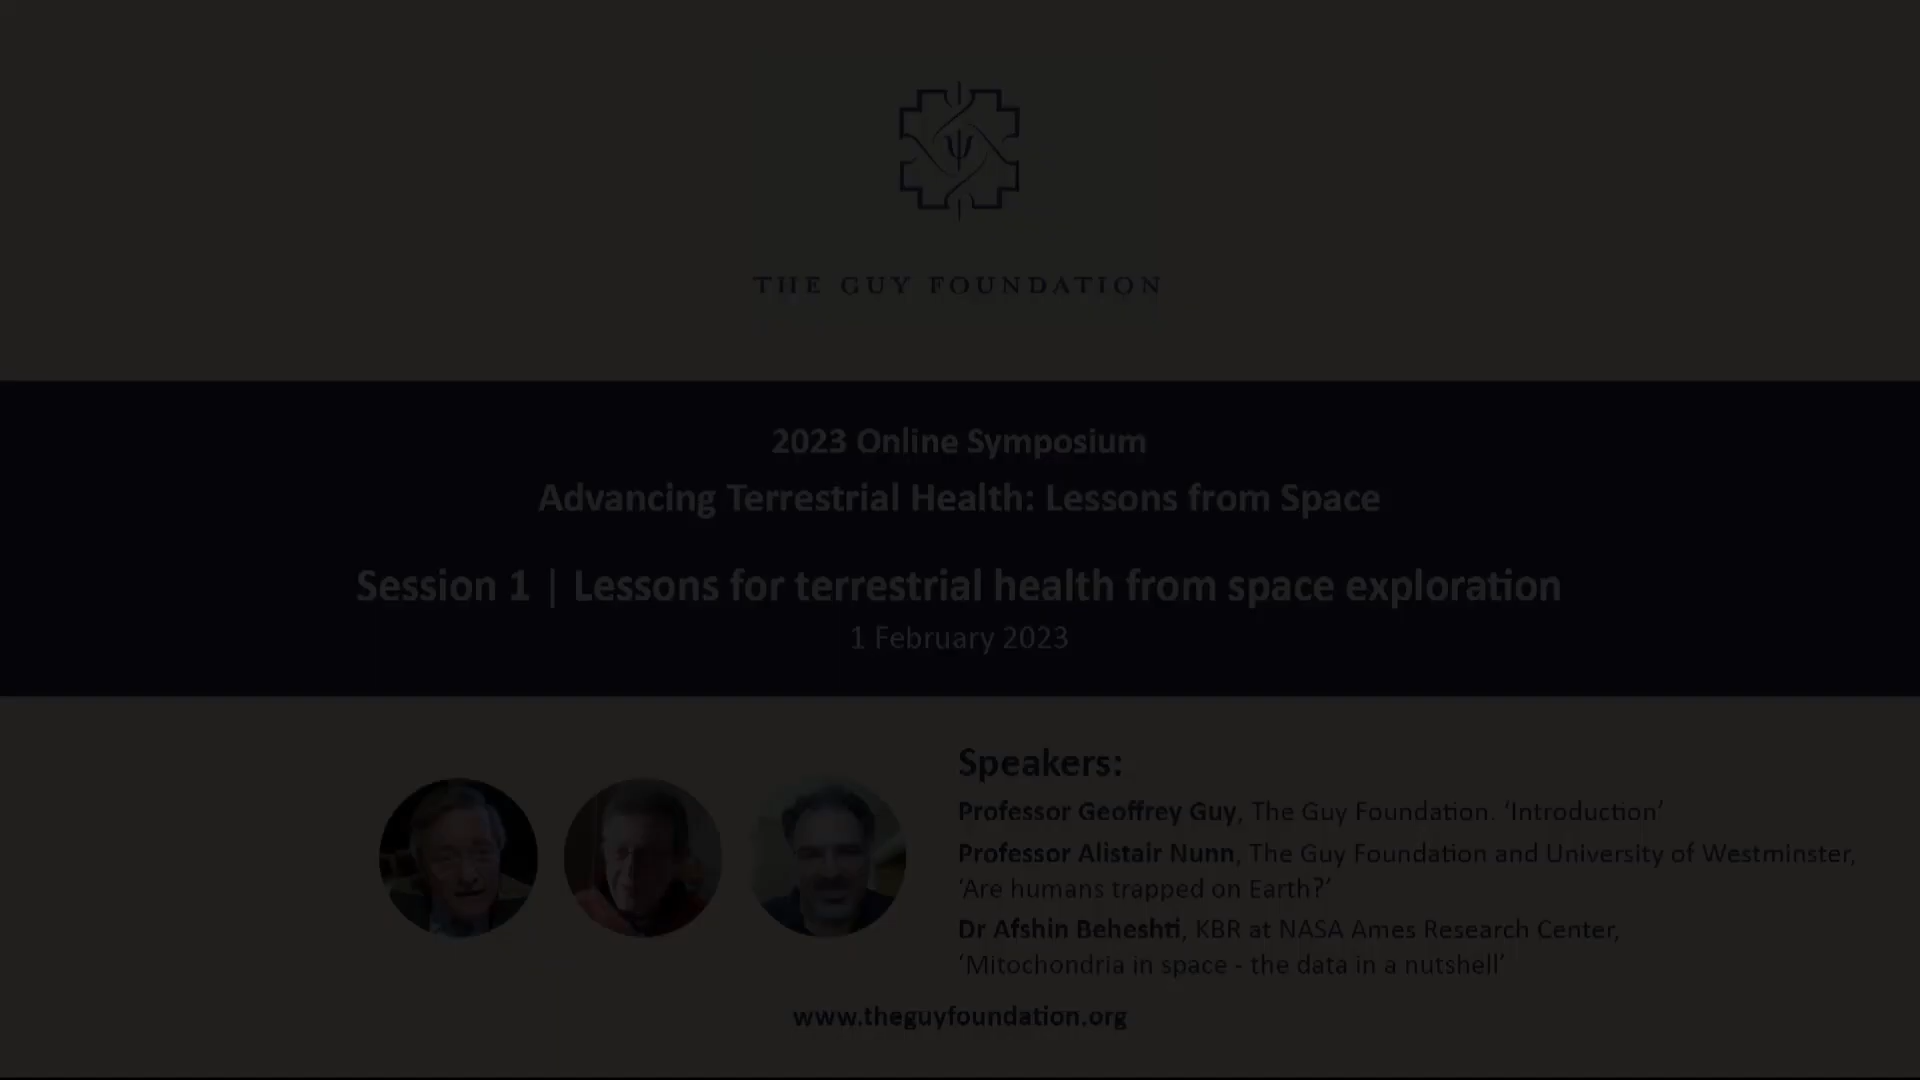 THE GUY FOUNDATION
2023 Online Symposium
Advancing Terrestrial Health: Lessons from Space
Session 1 | Lessons for terrestrial health from space exploration
1 February 2023
Speakers:
Professor Geoffrey Guy, The Guy Foundation. ‘Introduction’
Professor Alistair Nunn, The Guy Foundation and University of Westminster,
‘Are humans trapped on Earth?’
Dr Afshin Beheshti, KBR at NASA Ames Research Center,
‘Mitochondria in space - the data in a nutshell’
www.theguyfoundation.org